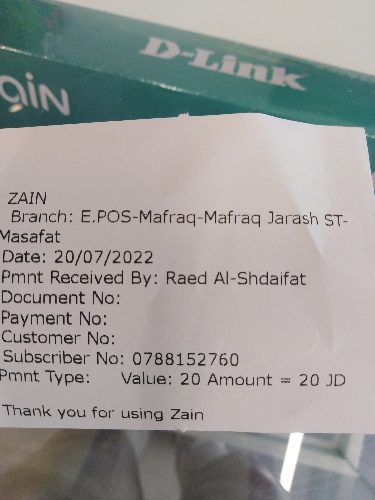 D-Link
aiN
ZAIN
Branch: E.POS-Mafraq-Mafraq Jarash ST-
Masafat
Date: 20/07/2022
Pmnt Received By: Raed Al-Shdaifat
Document No:
Payment No:
Customer No:
Subscriber No: 0788152760
Pmnt Type: Value: 20 Amount = 20 JD
Thank you for using Zain